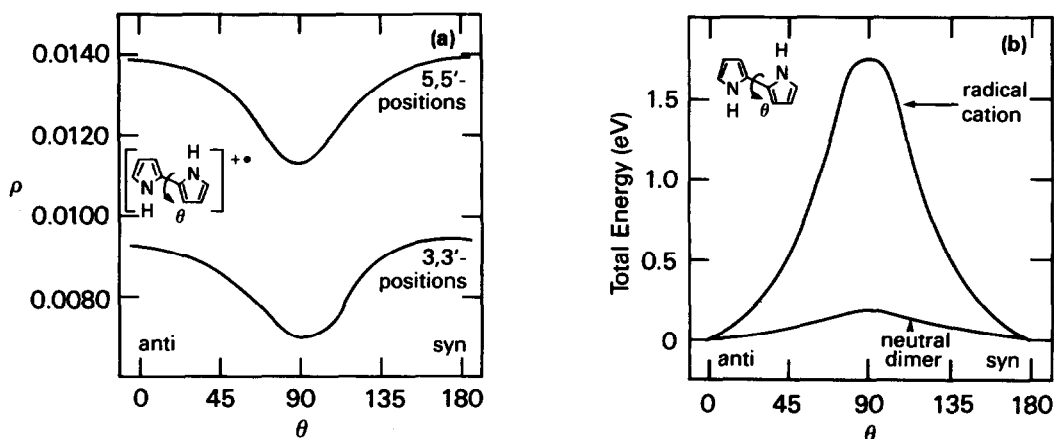 (a)
0.0140
0.0120
0.0100
0.0080
ρ
5,5'-
positions
3,3'-
positions
H
N
N
H
θ
+•
anti
syn
0 45 90 135 180
θ
(b)
1.5
1.0
0.5
0
Total Energy (eV)
H
N
N
H
θ
radical
cation
neutral
dimer
anti
syn
0 45 90 135 180
θ